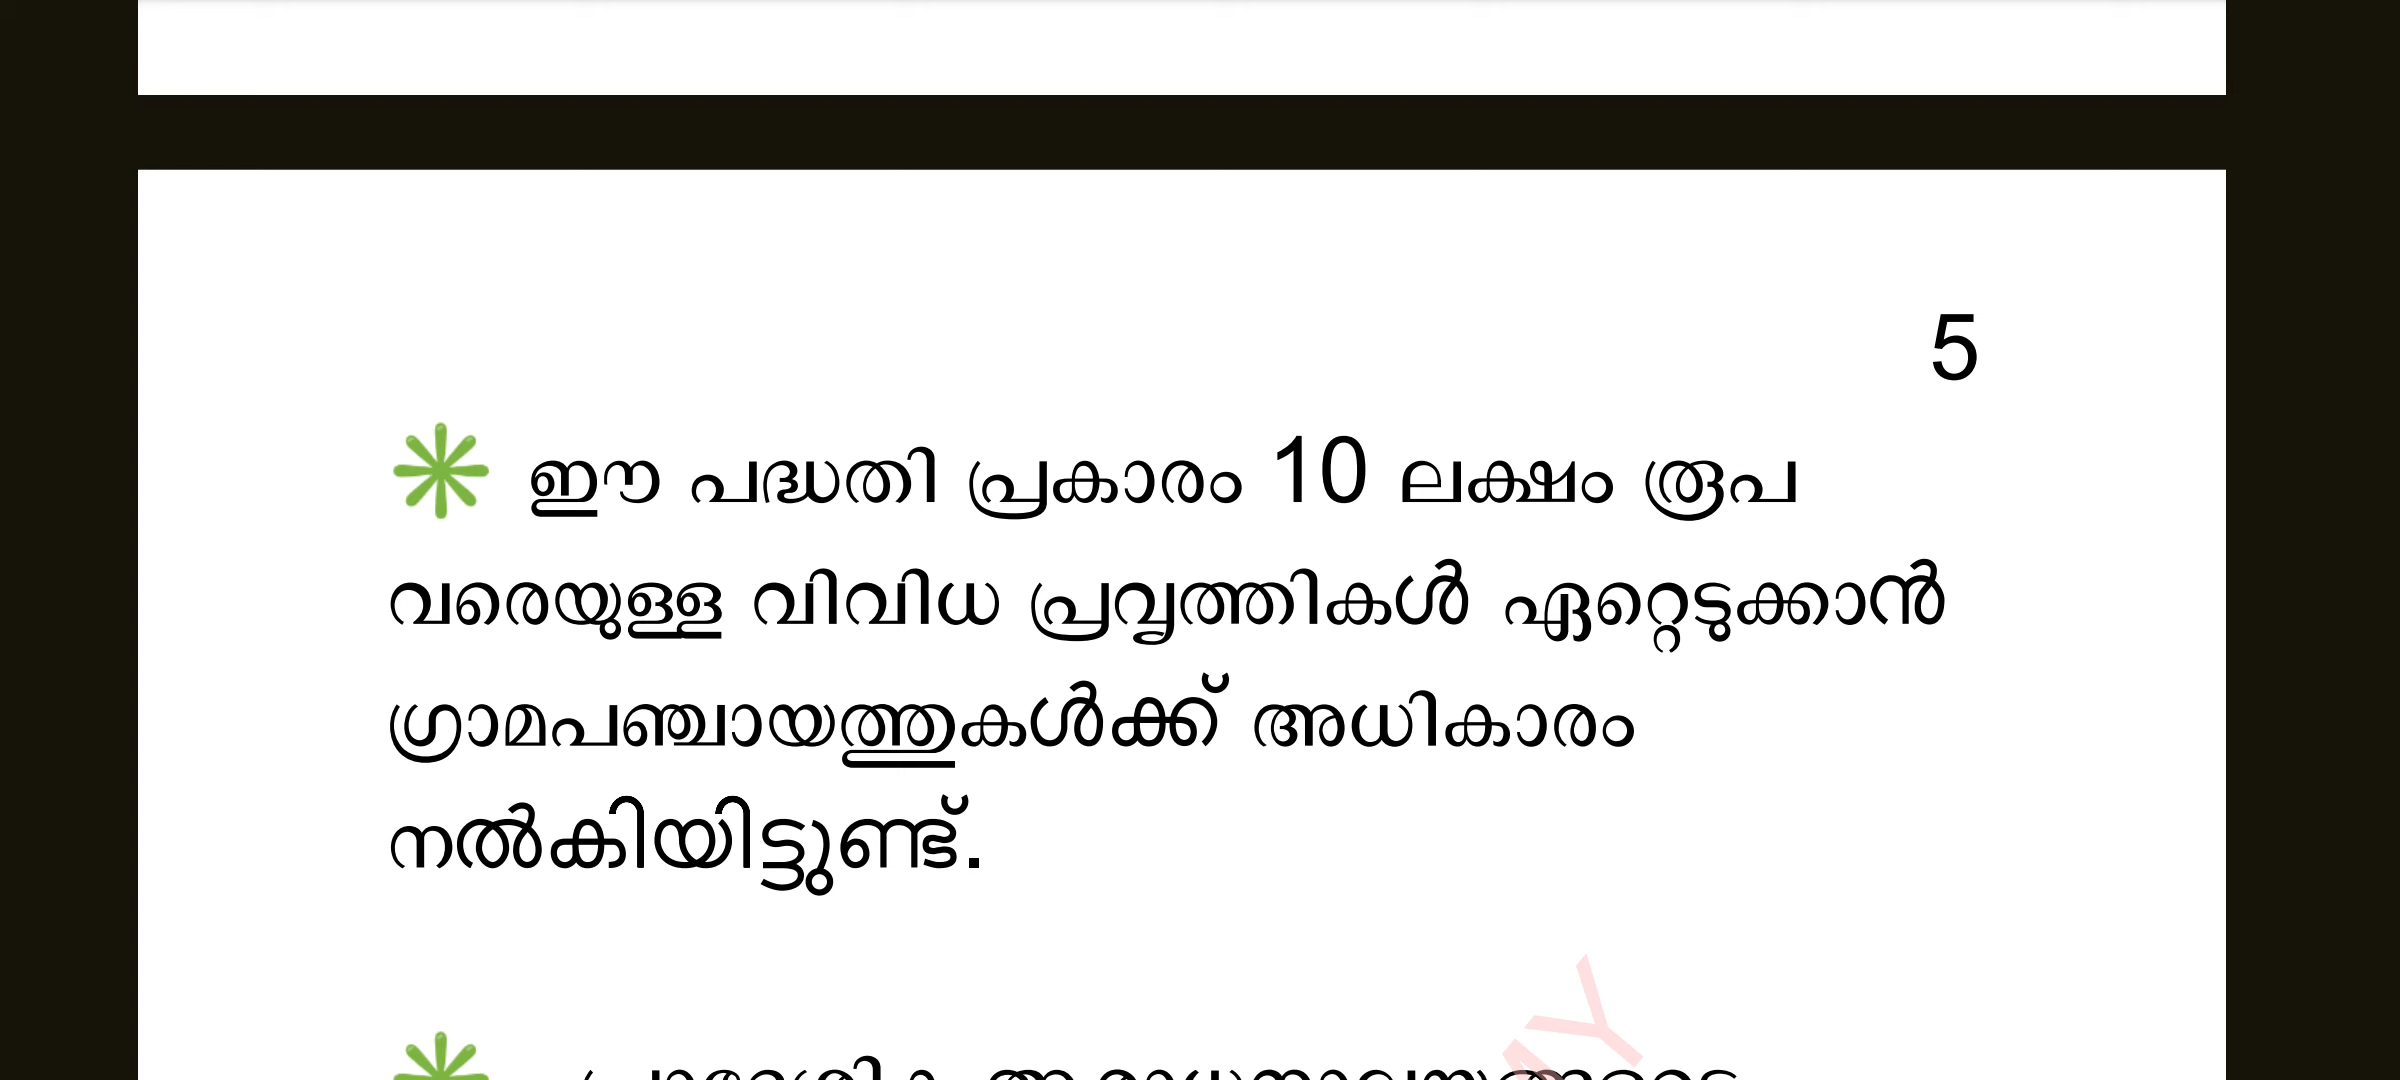 5
✳️ ഈ പദ്ധതി പ്രകാരം 10 ലക്ഷം രൂപ
വരെയുള്ള വിവിധ പ്രവൃത്തികൾ ഏറ്റെടുക്കാൻ
ഗ്രാമപഞ്ചായത്തുകൾക്ക് അധികാരം
നൽകിയിട്ടുണ്ട്.